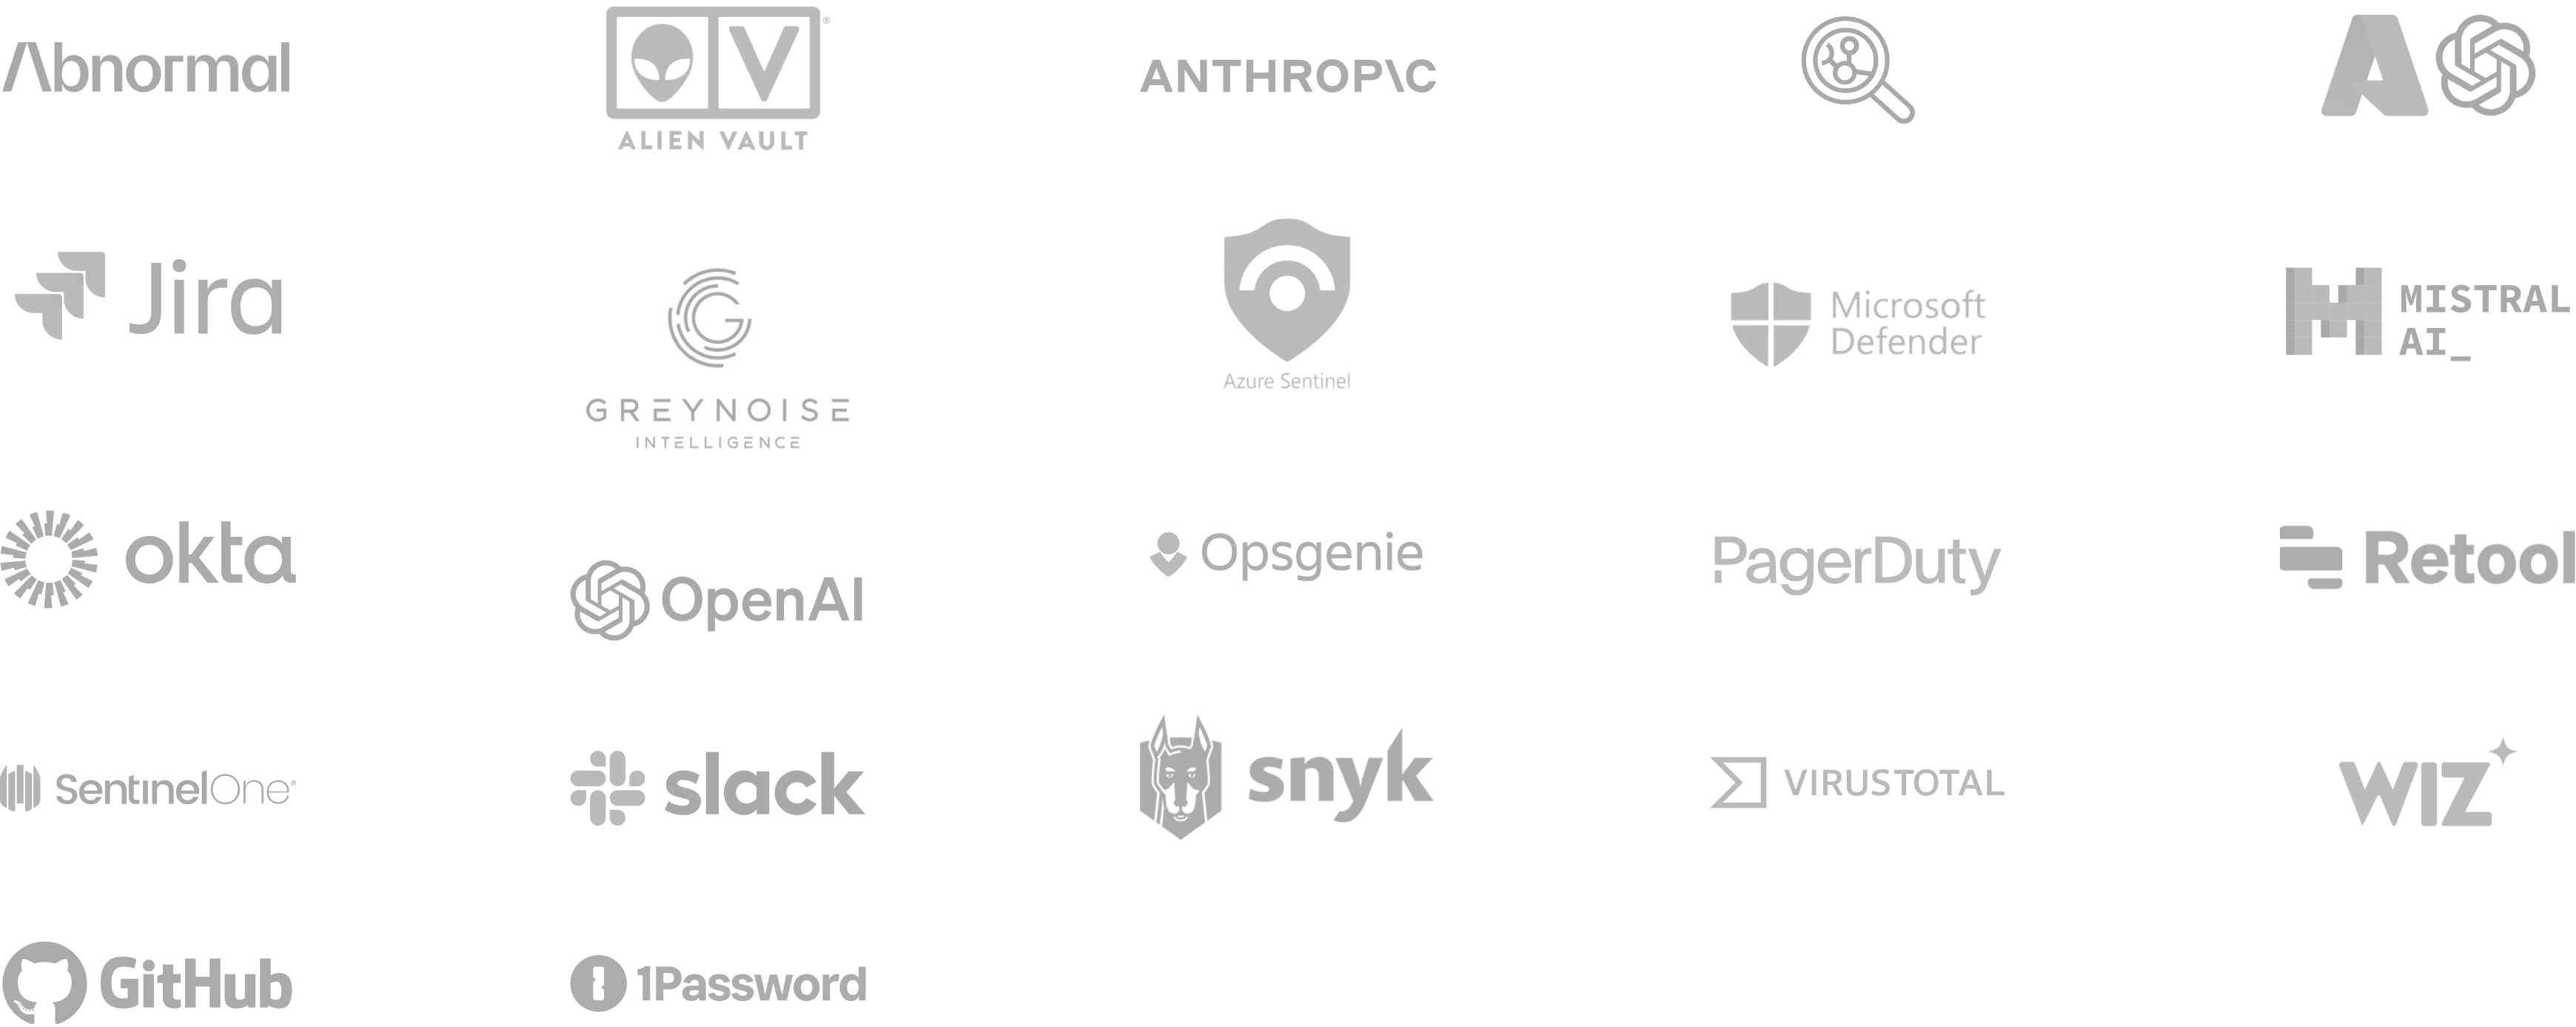 Abnormal
ALIEN VAULT
ANTHROP\C
Jira
GREYNOISE
INTELLIGENCE
Azure Sentinel
Microsoft
Defender
MISTRAL
AI_
okta
OpenAI
Opsgenie
PagerDuty
Retool
SentinelOne®
slack
snyk
VIRUSTOTAL
WIZ
GitHub
1Password